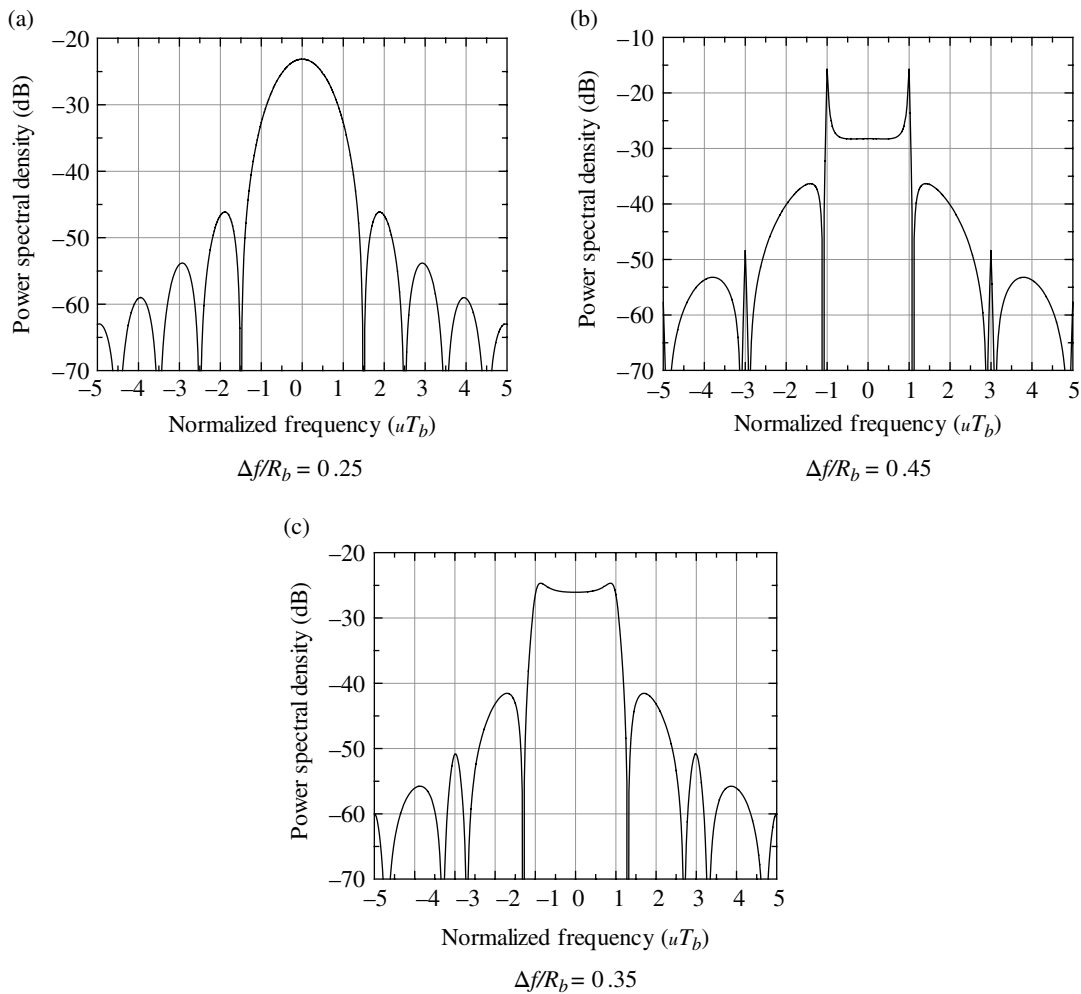 (a)
–20
–30
–40
–50
–60
–70
Power spectral density (dB)
–5 –4 –3 –2 –1 0 1 2 3 4 5
Normalized frequency (uTb)
Δf/Rb = 0.25
(b)
–10
–20
–30
–40
–50
–60
–70
Power spectral density (dB)
–5 –4 –3 –2 –1 0 1 2 3 4 5
Normalized frequency (uTb)
Δf/Rb = 0.45
(c)
–20
–30
–40
–50
–60
–70
Power spectral density (dB)
–5 –4 –3 –2 –1 0 1 2 3 4 5
Normalized frequency (uTb)
Δf/Rb = 0.35